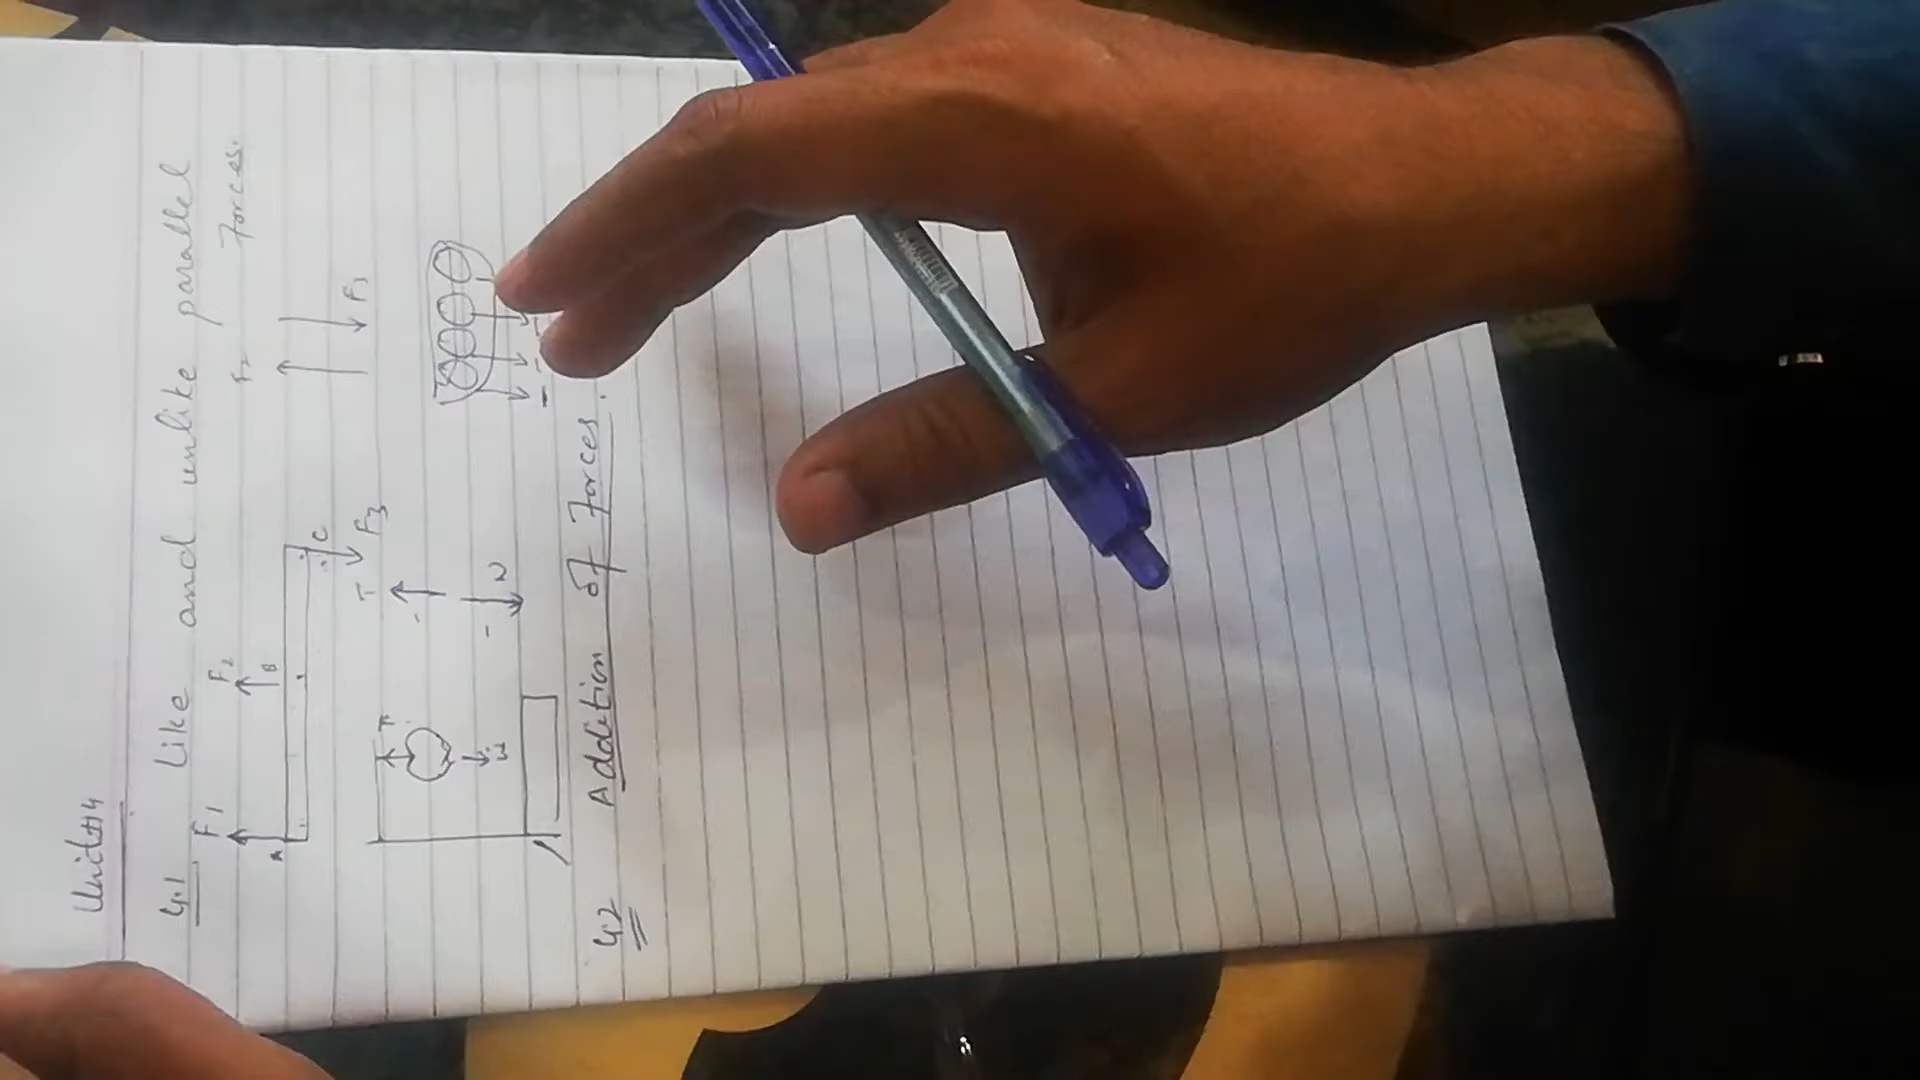 Unit#4
4.1 Like and unlike parallel
forces.
F1
F2
F2
A
B
C
F3
F1
T
T
W
W
4.2 Addition of Forces.